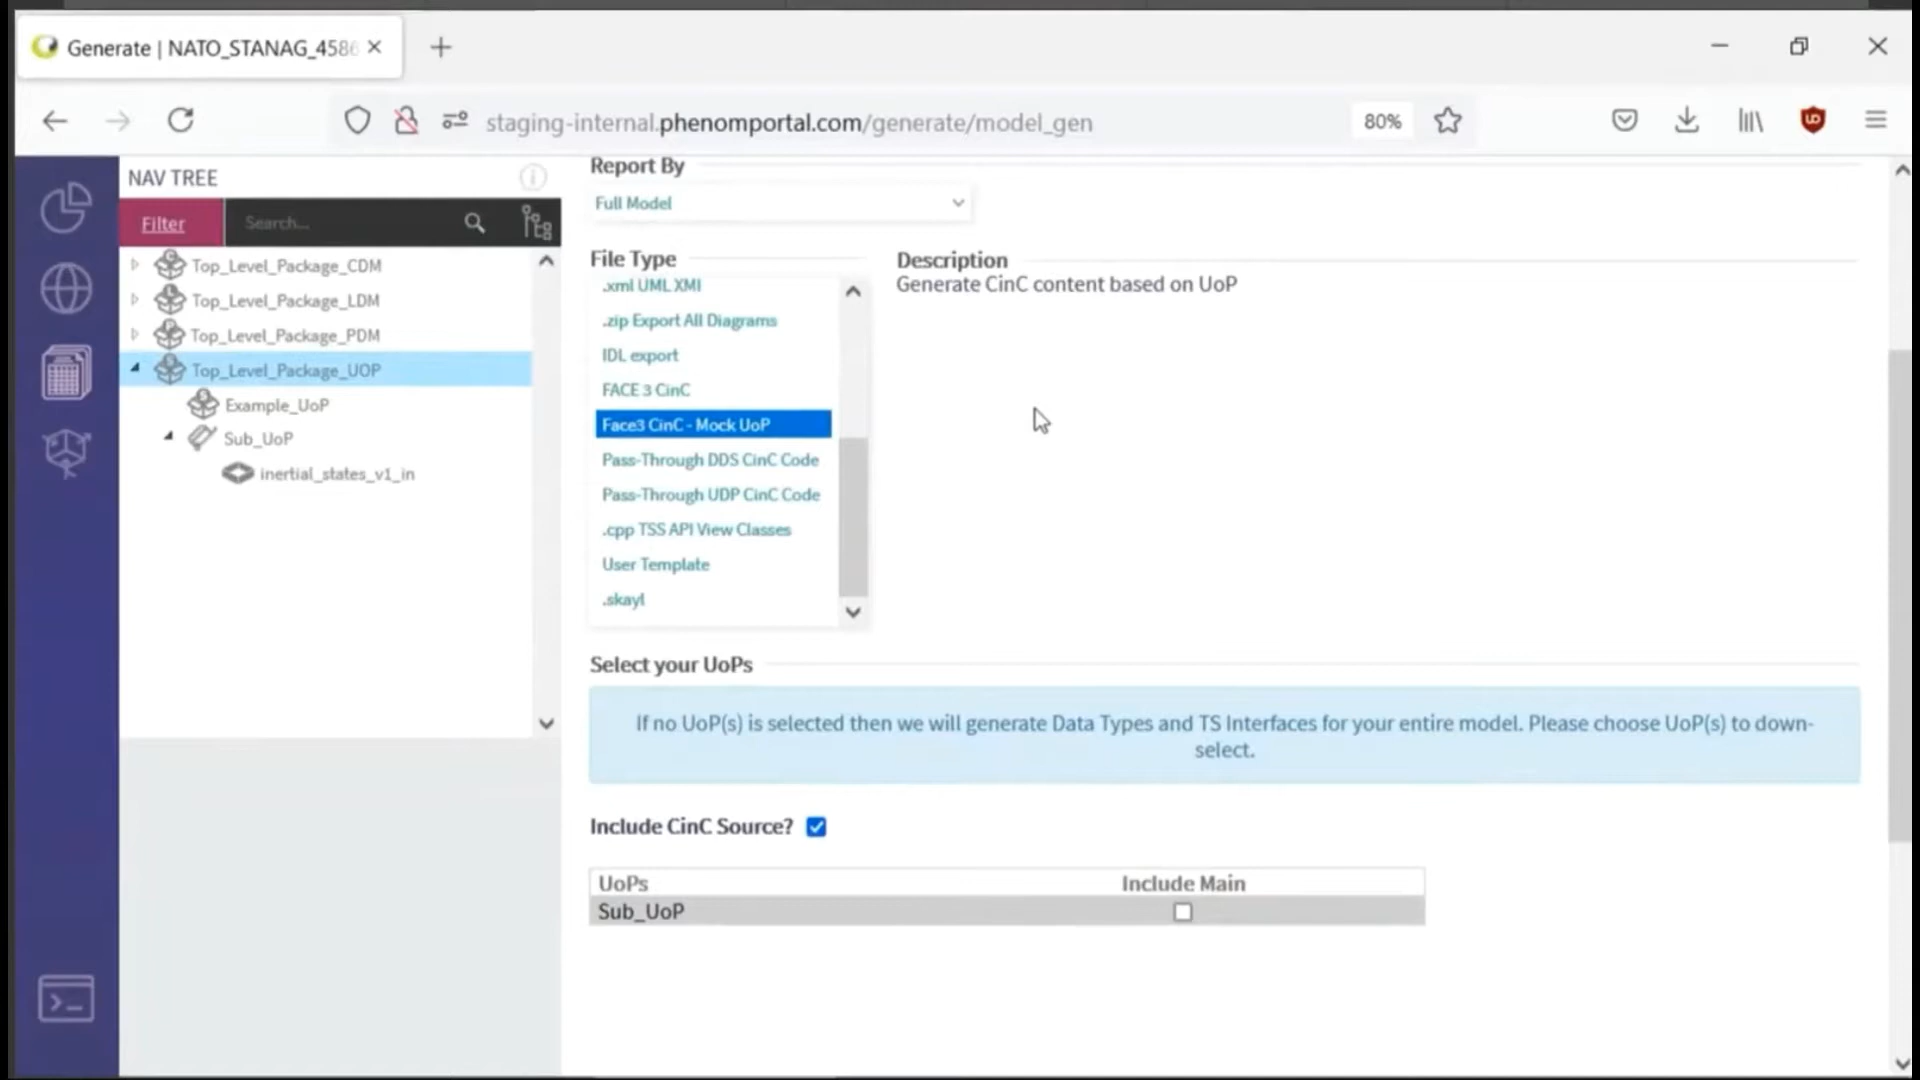 Generate | NATO_STANAG_4586
staging-internal.phenomportal.com/generate/model_gen
80%
NAV TREE
Filter
Search...
Top_Level_Package_CDM
Top_Level_Package_LDM
Top_Level_Package_PDM
Top_Level_Package_UOP
Example_UoP
Sub_UoP
inertial_states_v1_in
Report By
Full Model
File Type
.xml UML XMI
.zip Export All Diagrams
IDL export
FACE 3 CinC
Face3 CinC - Mock UoP
Pass-Through DDS CinC Code
Pass-Through UDP CinC Code
.cpp TSS API View Classes
User Template
.skayl
Description
Generate CinC content based on UoP
Select your UoPs
If no UoP(s) is selected then we will generate Data Types and TS Interfaces for your entire model. Please choose UoP(s) to down-
select.
Include CinC Source?
UoPs Include Main
Sub_UoP